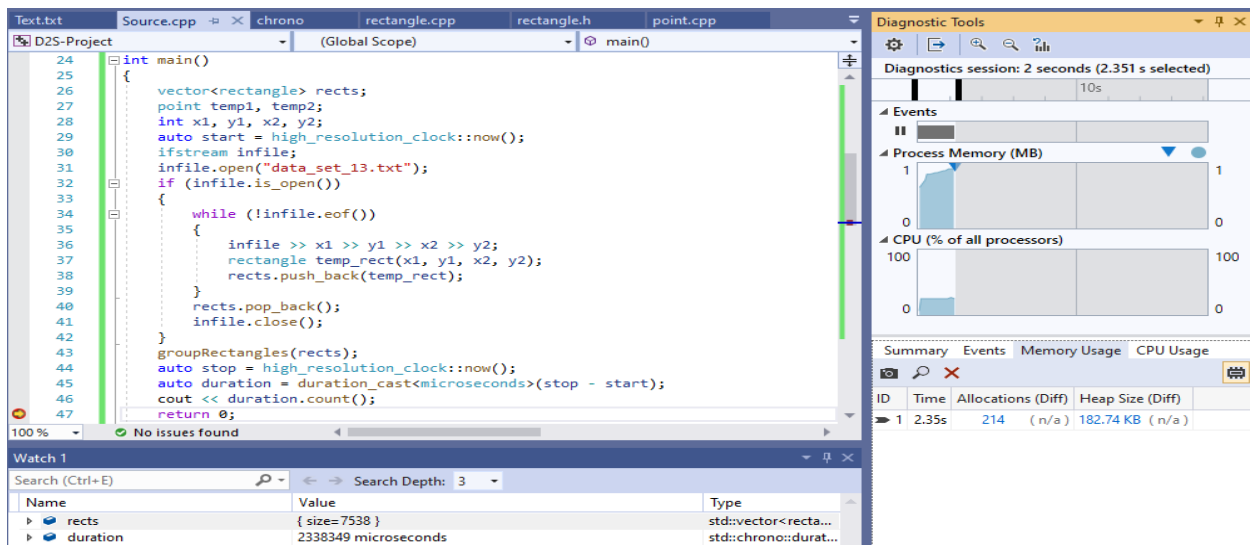 Text.txt Source.cpp chrono rectangle.cpp rectangle.h point.cpp
D2S-Project (Global Scope) main()
24 int main()
25 {
26 vector<rectangle> rects;
27 point temp1, temp2;
28 int x1, y1, x2, y2;
29 auto start = high_resolution_clock::now();
30 ifstream infile;
31 infile.open("data_set_13.txt");
32 if (infile.is_open())
33 {
34 while (!infile.eof())
35 {
36 infile >> x1 >> y1 >> x2 >> y2;
37 rectangle temp_rect(x1, y1, x2, y2);
38 rects.push_back(temp_rect);
39 }
40 rects.pop_back();
41 infile.close();
42 }
43 groupRectangles(rects);
44 auto stop = high_resolution_clock::now();
45 auto duration = duration_cast<microseconds>(stop - start);
46 cout << duration.count();
47 return 0;
100 % No issues found
Watch 1
Search (Ctrl+E) Search Depth: 3
Name Value Type
rects { size=7538 } std::vector<recta...
duration 2338349 microseconds std::chrono::durat...
Diagnostic Tools
Diagnostics session: 2 seconds (2.351 s selected)
10s
Events
Process Memory (MB)
1 1
0 0
CPU (% of all processors)
100 100
0 0
Summary Events Memory Usage CPU Usage
ID Time Allocations (Diff) Heap Size (Diff)
1 2.35s 214 (n/a) 182.74 KB (n/a)